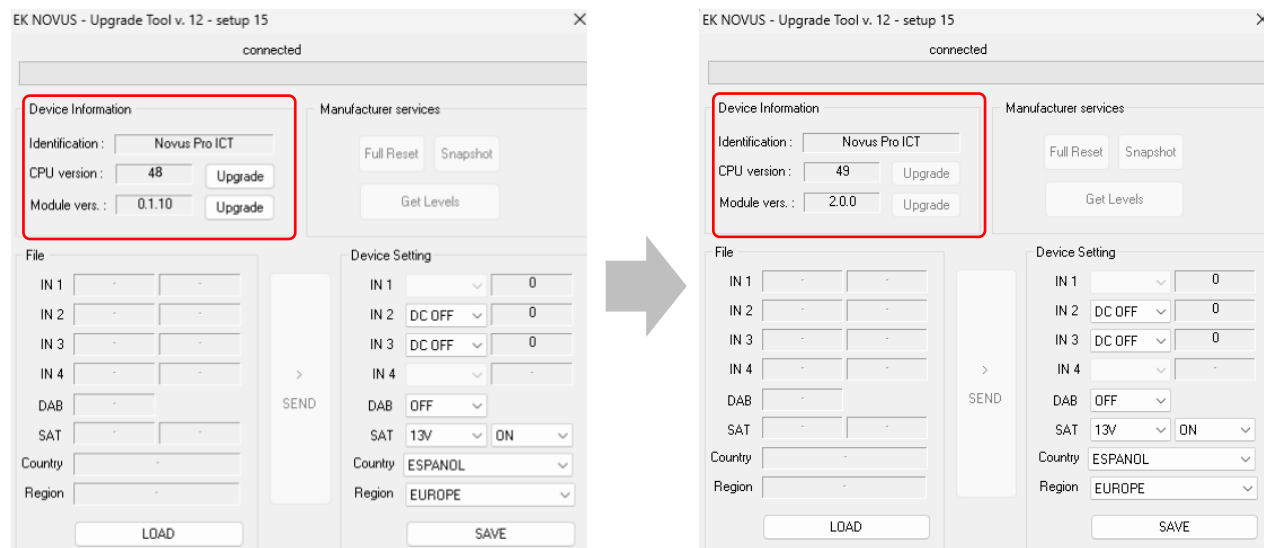 EK NOVUS - Upgrade Tool v. 12 - setup 15
connected
Device Information
Identification : Novus Pro ICT
CPU version : 48 Upgrade
Module vers. : 0.1.10 Upgrade
Manufacturer services
Full Reset Snapshot
Get Levels
File
IN 1 - -
IN 2 - -
IN 3 - -
IN 4 - -
DAB -
SAT - -
Country -
Region -
LOAD
>
SEND
Device Setting
IN 1 0
IN 2 DC OFF 0
IN 3 DC OFF 0
IN 4 -
DAB OFF
SAT 13V ON
Country ESPANOL
Region EUROPE
SAVE
EK NOVUS - Upgrade Tool v. 12 - setup 15
connected
Device Information
Identification : Novus Pro ICT
CPU version : 49 Upgrade
Module vers. : 2.0.0 Upgrade
Manufacturer services
Full Reset Snapshot
Get Levels
File
IN 1 - -
IN 2 - -
IN 3 - -
IN 4 - -
DAB -
SAT - -
Country -
Region -
LOAD
>
SEND
Device Setting
IN 1 0
IN 2 DC OFF 0
IN 3 DC OFF 0
IN 4 -
DAB OFF
SAT 13V ON
Country ESPANOL
Region EUROPE
SAVE